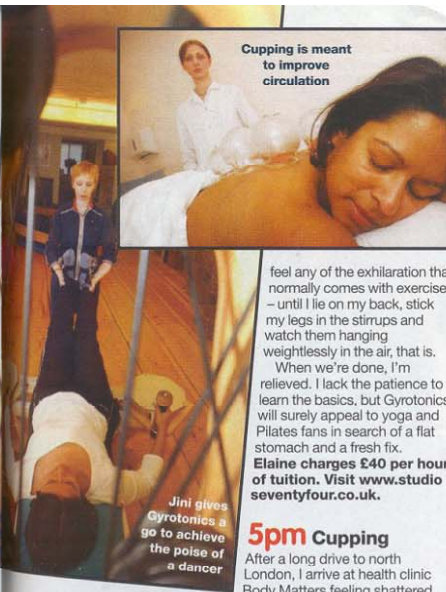 Cupping is meant
to improve
circulation
feel any of the exhilaration tha
normally comes with exercise
– until I lie on my back, stick
my legs in the stirrups and
watch them hanging
weightlessly in the air, that is.
When we're done, I'm
relieved. I lack the patience to
learn the basics, but Gyrotonics
will surely appeal to yoga and
Pilates fans in search of a flat
stomach and a fresh fix.
Elaine charges £40 per hour
of tuition. Visit www.studio
seventyfour.co.uk.
Jini gives
Gyrotonics a
go to achieve
the poise of
a dancer
5pm Cupping
After a long drive to north
London, I arrive at health clinic
Body Matters feeling shattered